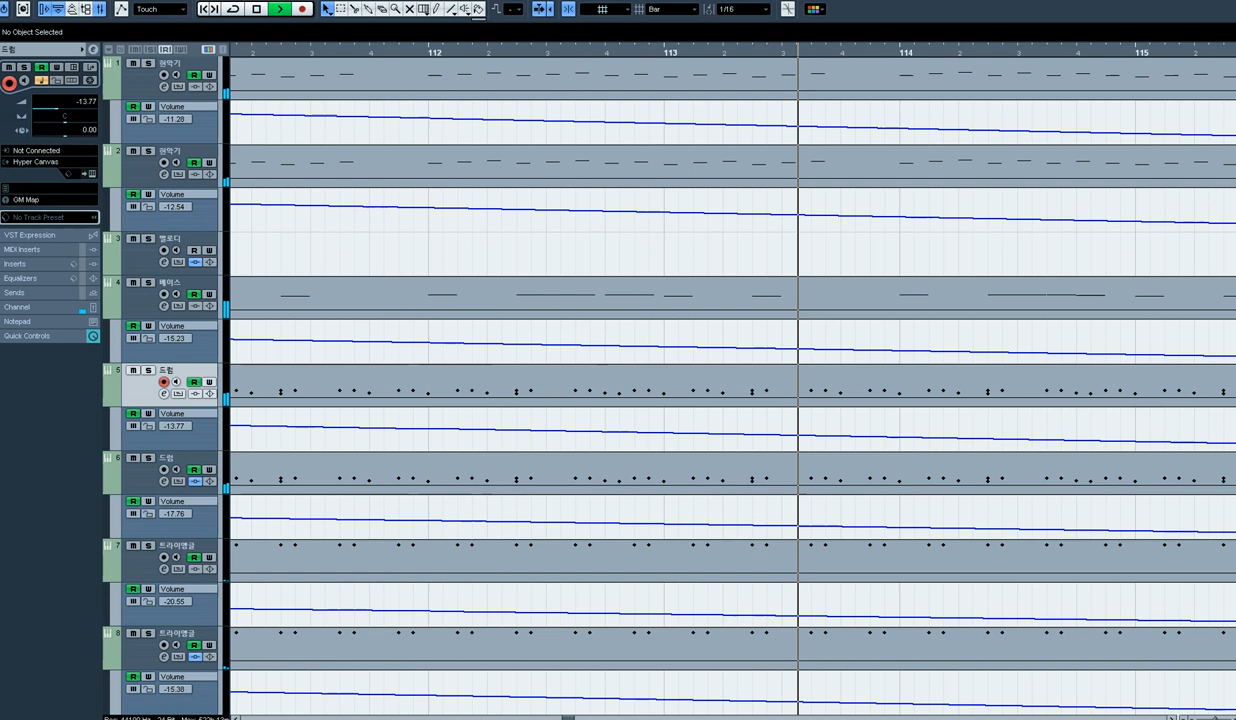 Touch
Bar
1/16
No Object Selected
드럼
M S R W L
-13.77
C
0.00
Not Connected
Hyper Canvas
GM Map
No Track Preset
VST Expression
MIDI Inserts
Inserts
Equalizers
Sends
Channel
Notepad
Quick Controls
2 3 4 112 2 3 4 113 2 3 4 114 2 3 4 115 2
1 M S 현악기
R W
R W Volume
-11.28
2 M S 현악기
R W
R W Volume
-12.54
3 M S 멜로디
R W
4 M S 베이스
R W
R W Volume
-15.23
5 M S 드럼
R W
R W Volume
-13.77
6 M S 드럼
R W
R W Volume
-17.76
7 M S 트라이앵글
R W
R W Volume
-20.55
8 M S 트라이앵글
R W
R W Volume
-15.38